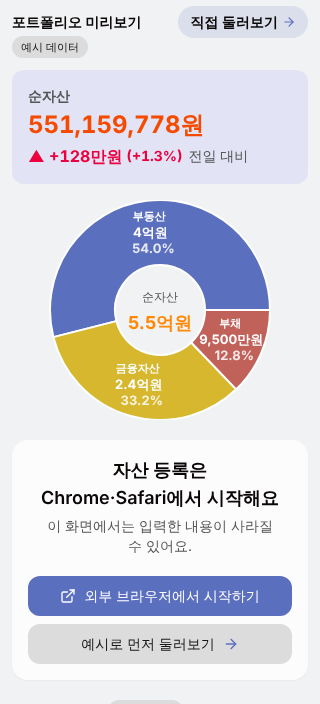 포트폴리오 미리보기
직접 둘러보기 →
예시 데이터
순자산
551,159,778원
▲ +128만원 (+1.3%) 전일 대비
부동산
4억원
54.0%
순자산
5.5억원
부채
9,500만원
12.8%
금융자산
2.4억원
33.2%
자산 등록은
Chrome·Safari에서 시작해요
이 화면에서는 입력한 내용이 사라질
수 있어요.
외부 브라우저에서 시작하기
예시로 먼저 둘러보기 →